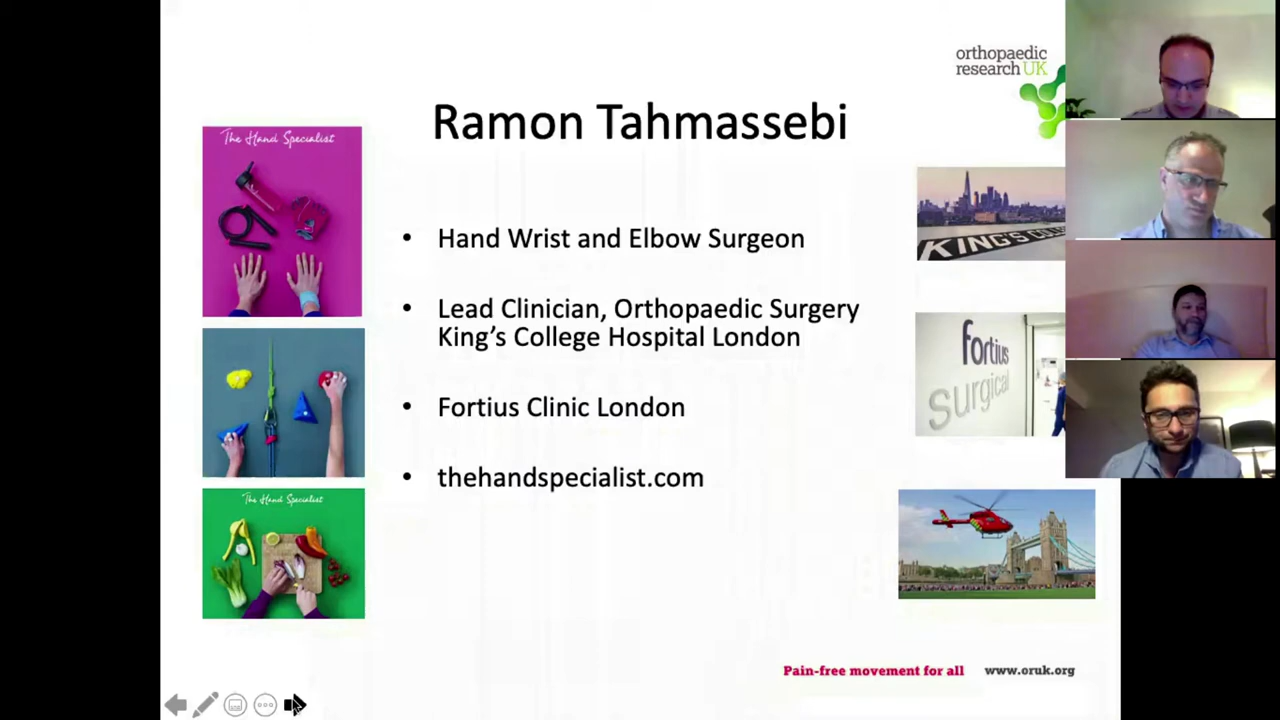 orthopaedic
research UK
Ramon Tahmassebi
The Hand Specialist
• Hand Wrist and Elbow Surgeon
KING'S COLLE
• Lead Clinician, Orthopaedic Surgery
King's College Hospital London
fortius
surgical
• Fortius Clinic London
• thehandspecialist.com
The Hand Specialist
Pain-free movement for all www.oruk.org